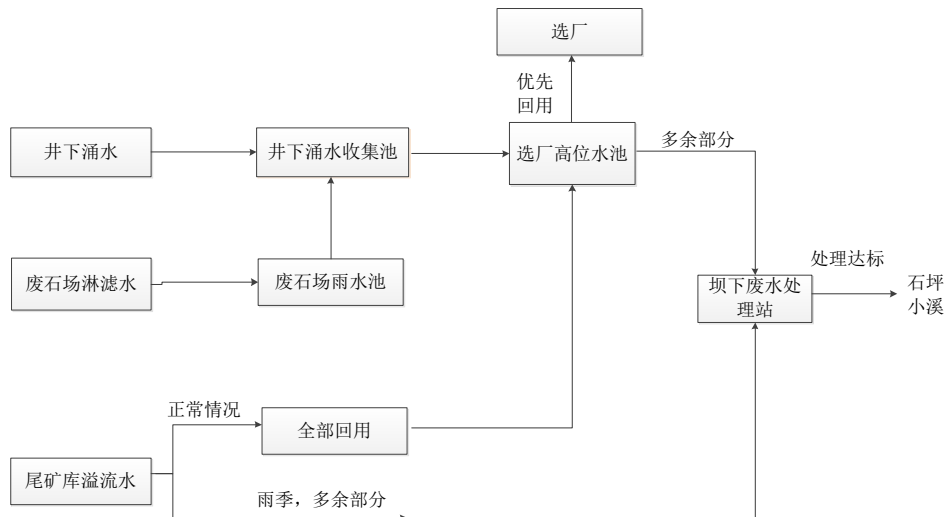 选厂
优先
回用
井下涌水
井下涌水收集池
选厂高位水池
多余部分
废石场淋滤水
废石场雨水池
处理达标
坝下废水处
理站
石坪
小溪
正常情况
全部回用
尾矿库溢流水
雨季，多余部分